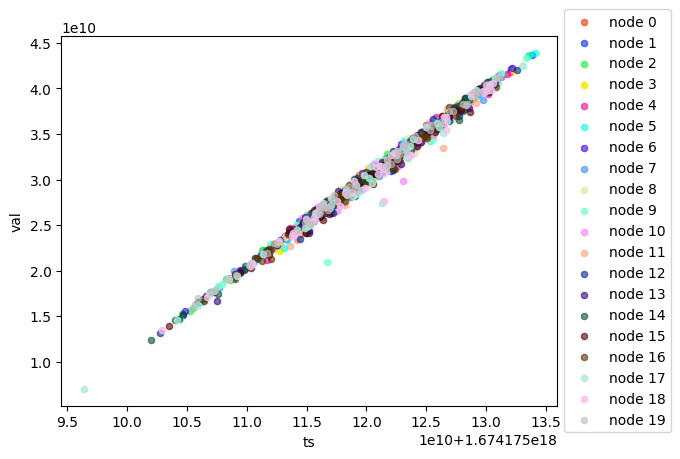 1e10
4.5
4.0
3.5
3.0
2.5
2.0
1.5
1.0
val
9.5 10.0 10.5 11.0 11.5 12.0 12.5 13.0 13.5
ts
1e10+1.674175e18
node 0
node 1
node 2
node 3
node 4
node 5
node 6
node 7
node 8
node 9
node 10
node 11
node 12
node 13
node 14
node 15
node 16
node 17
node 18
node 19